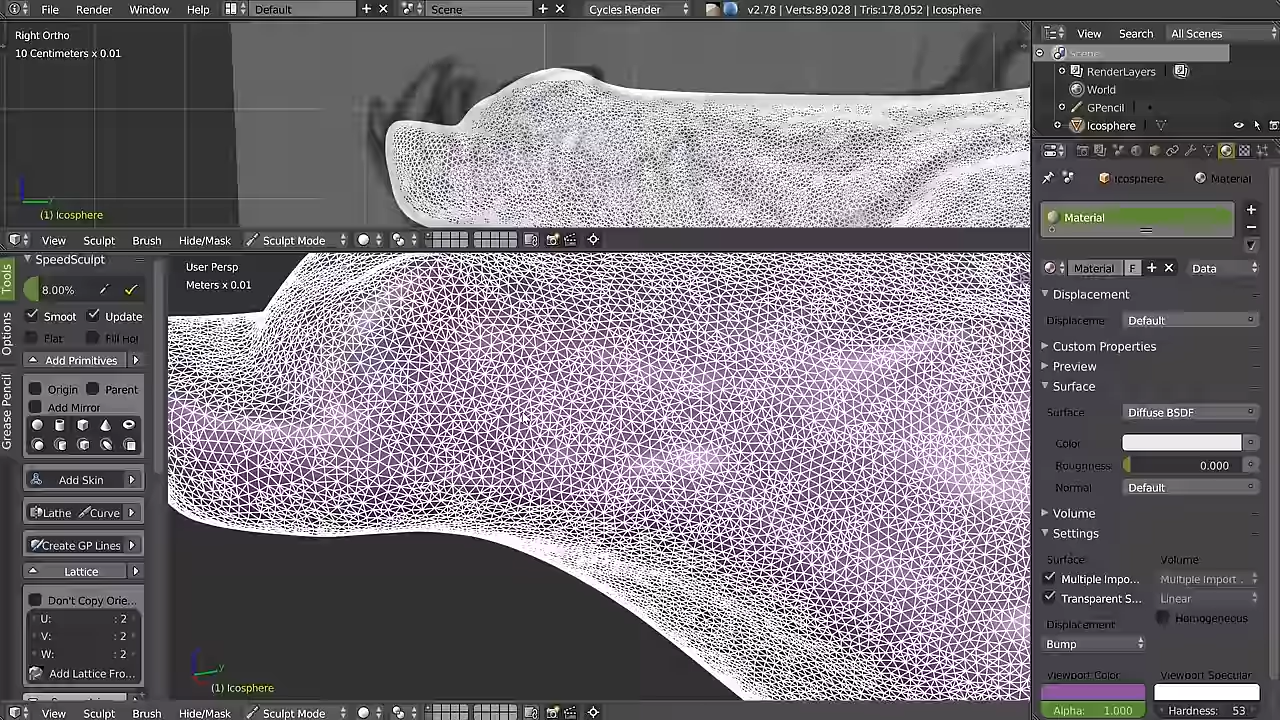 File Render Window Help Default Scene Cycles Render v2.78 | Verts:89,028 | Tris:178,052 | Icosphere
Right Ortho
10 Centimeters x 0.01
(1) Icosphere
View Sculpt Brush Hide/Mask Sculpt Mode
View Search All Scenes
Scene
RenderLayers
World
GPencil
Icosphere
Icosphere
Material
Material
Material F Data
Displacement
Displaceme Default
Custom Properties
Preview
Surface
Surface: Diffuse BSDF
Color
Roughness: 0.000
Normal Default
Volume
Settings
Surface: Volume
Multiple Impo... Multiple Import...
Transparent S... Linear
Homogeneous
Displacement
Bump
Viewport Color Viewport Specular
Alpha: 1.000 Hardness: 53
Tools
Options
Grease Pencil
SpeedSculpt
8.00%
Smoot Update
Flat Fill Hol
Add Primitives
Origin Parent
Add Mirror
Add Skin
Lathe Curve
Create GP Lines
Lattice
Don't Copy Orie...
U: : 2
V: : 2
W: : 2
Add Lattice Fro...
User Persp
Meters x 0.01
(1) Icosphere
View Sculpt Brush Hide/Mask Sculpt Mode